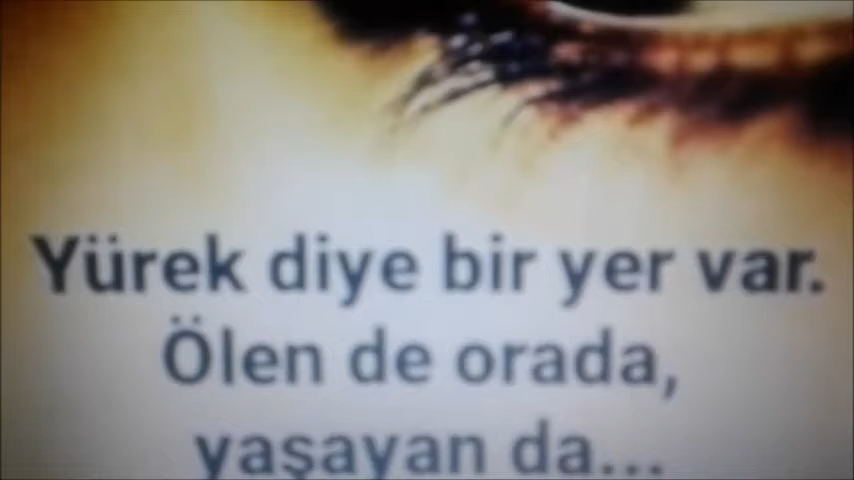 Yürek diye bir yer var.
Ölen de orada,
yaşayan da...